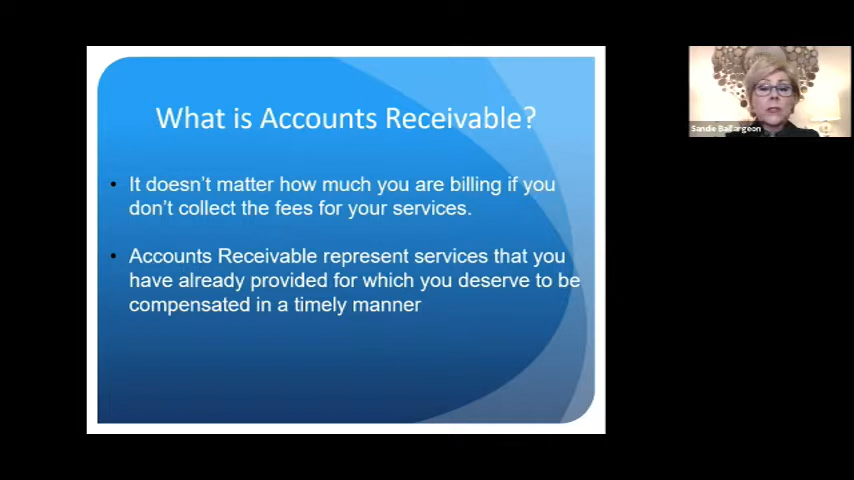 What is Accounts Receivable?
• It doesn't matter how much you are billing if you
don't collect the fees for your services.
• Accounts Receivable represent services that you
have already provided for which you deserve to be
compensated in a timely manner
Sandie Baillargeon